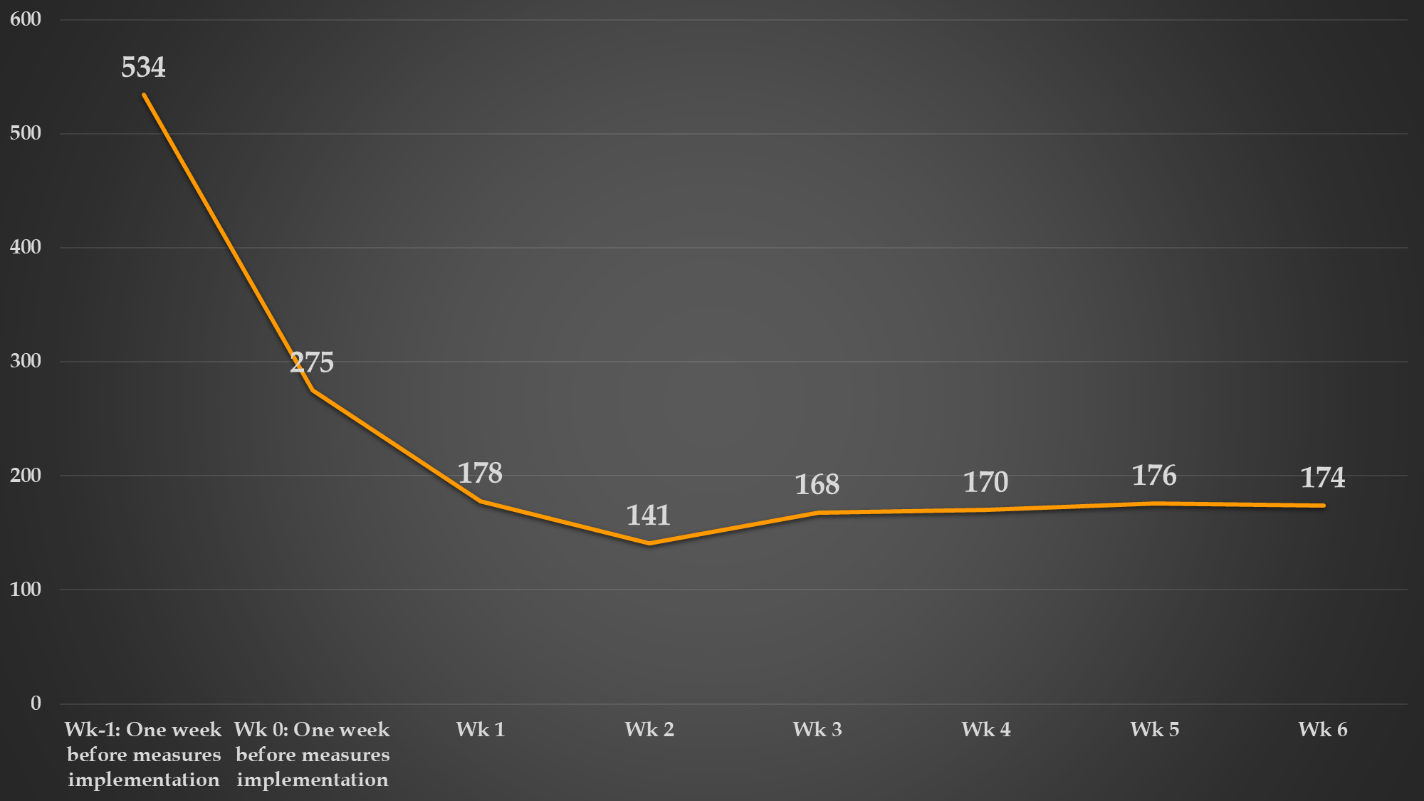 600
534
500
400
300
275
200
178
141
168
170
176
174
100
0
Wk-1: One week
before measures
implementation
Wk 0: One week
before measures
implementation
Wk 1
Wk 2
Wk 3
Wk 4
Wk 5
Wk 6